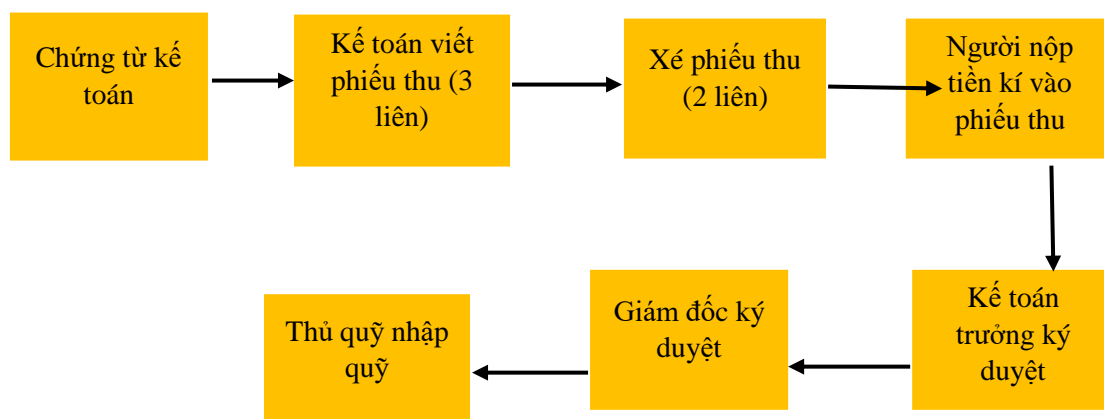 Chứng từ kế
toán
Kế toán viết
phiếu thu (3
liên)
Xé phiếu thu
(2 liên)
Người nộp
tiền kí vào
phiếu thu
Kế toán
trưởng ký
duyệt
Giám đốc ký
duyệt
Thủ quỹ nhập
quỹ